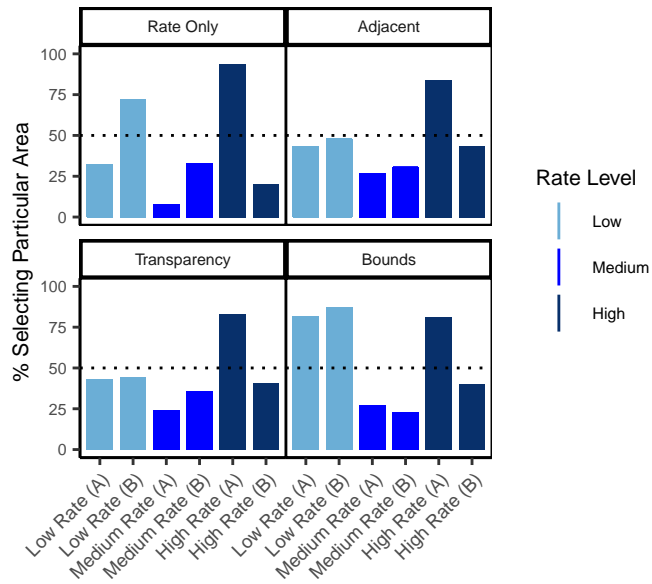 Rate Only
Adjacent
100
75
50
25
0
Transparency
Bounds
100
75
50
25
0
% Selecting Particular Area
Low Rate (A)
Low Rate (B)
Medium Rate (A)
Medium Rate (B)
High Rate (A)
High Rate (B)
Low Rate (A)
Low Rate (B)
Medium Rate (A)
Medium Rate (B)
High Rate (A)
High Rate (B)
Rate Level
Low
Medium
High